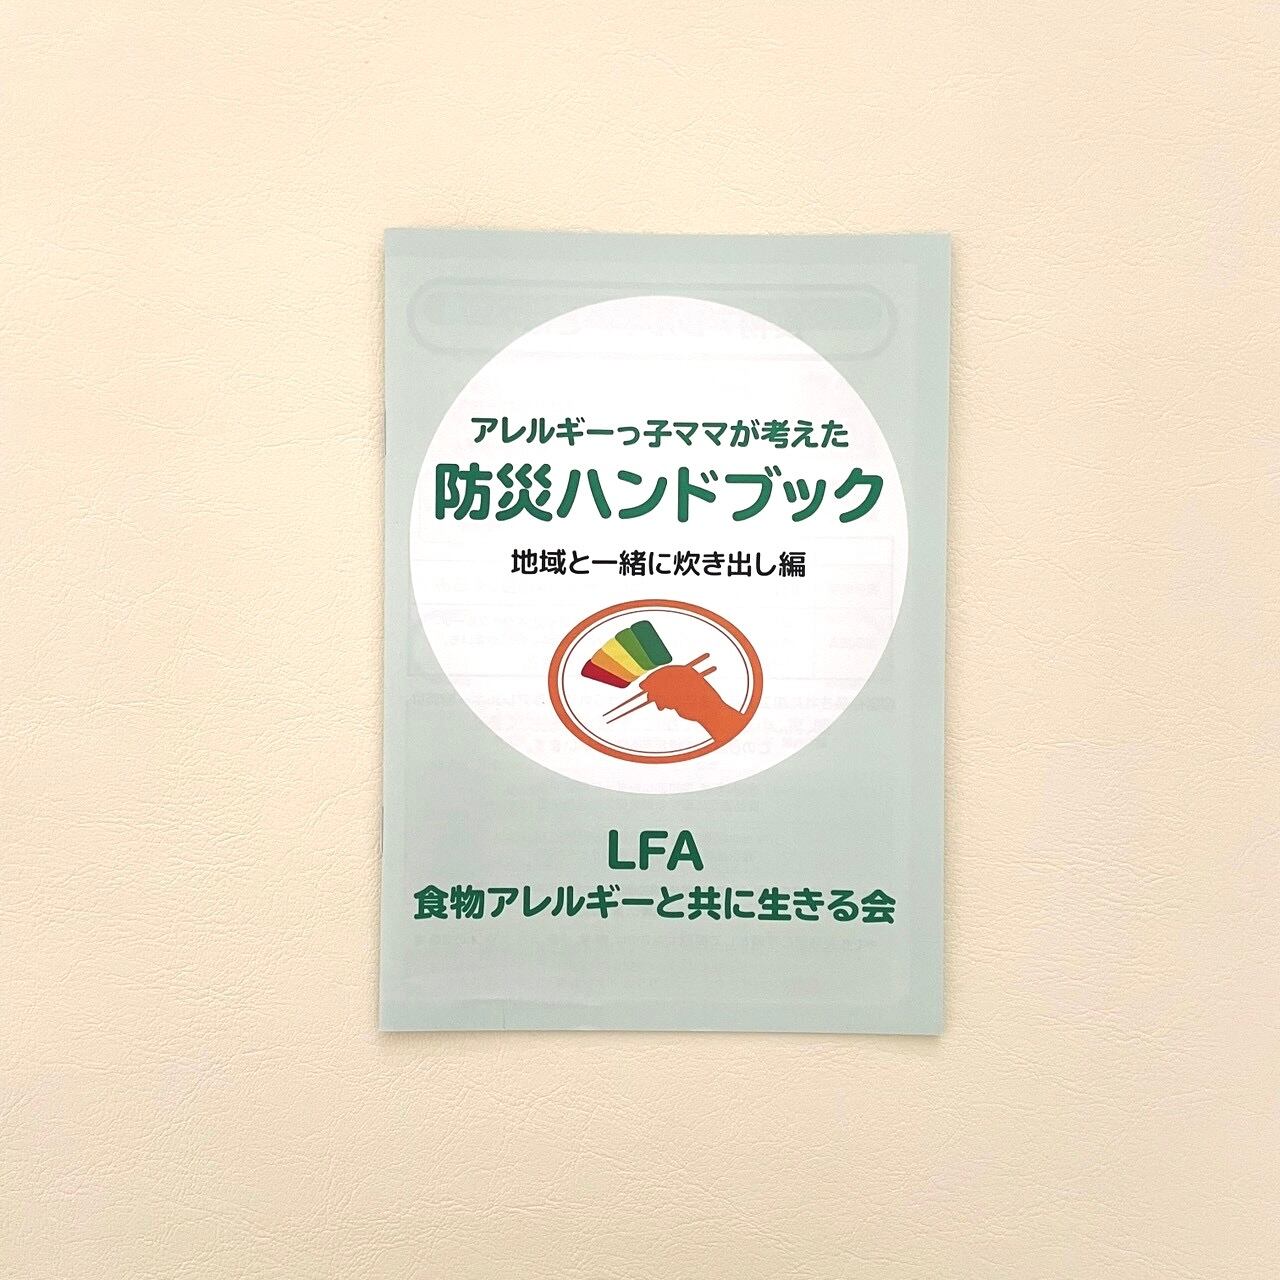 アレルギーっ子ママが考えた
防災ハンドブック
地域と一緒に炊き出し編
LFA
食物アレルギーと共に生きる会